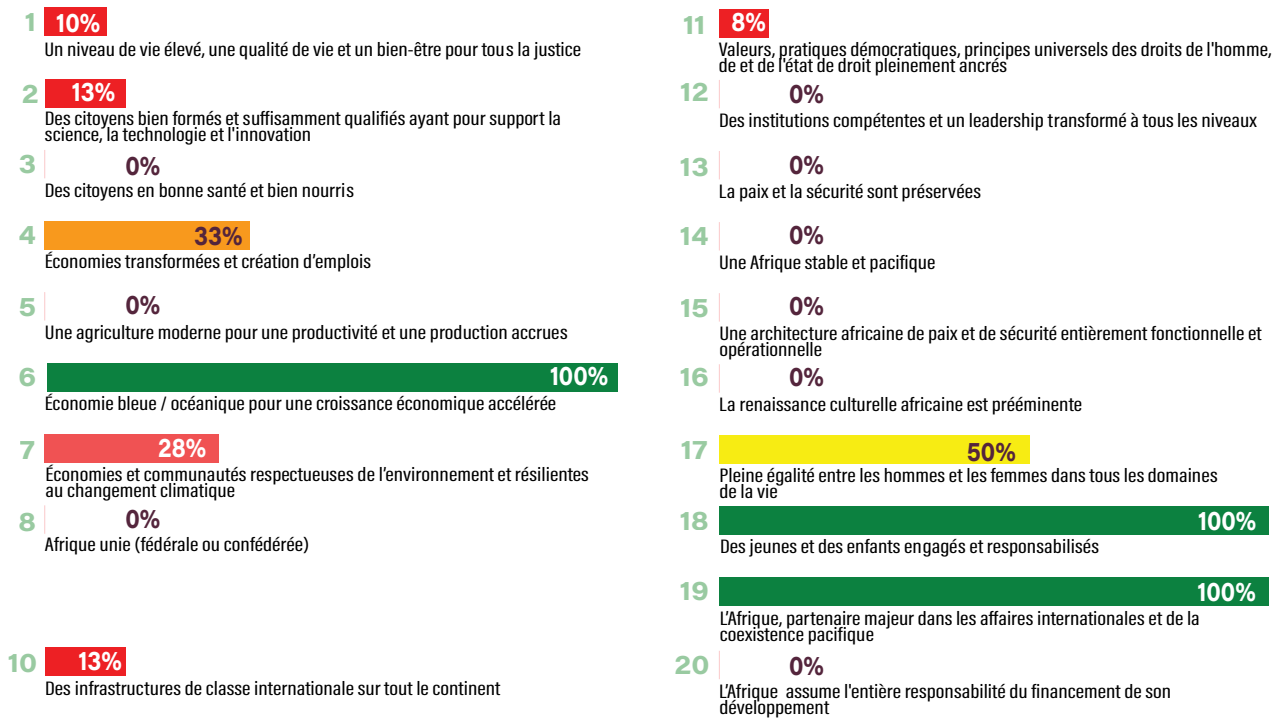 1 10%
Un niveau de vie élevé, une qualité de vie et un bien-être pour tous la justice
2 13%
Des citoyens bien formés et suffisamment qualifiés ayant pour support la
science, la technologie et l'innovation
3 0%
Des citoyens en bonne santé et bien nourris
4 33%
Économies transformées et création d’emplois
5 0%
Une agriculture moderne pour une productivité et une production accrues
6 100%
Économie bleue / océanique pour une croissance économique accélérée
7 28%
Économies et communautés respectueuses de l’environnement et résilientes
au changement climatique
8 0%
Afrique unie (fédérale ou confédérée)
10 13%
Des infrastructures de classe internationale sur tout le continent
11 8%
Valeurs, pratiques démocratiques, principes universels des droits de l'homme,
de et de l'état de droit pleinement ancrés
12 0%
Des institutions compétentes et un leadership transformé à tous les niveaux
13 0%
La paix et la sécurité sont préservées
14 0%
Une Afrique stable et pacifique
15 0%
Une architecture africaine de paix et de sécurité entièrement fonctionnelle et
opérationnelle
16 0%
La renaissance culturelle africaine est prééminente
17 50%
Pleine égalité entre les hommes et les femmes dans tous les domaines
de la vie
18 100%
Des jeunes et des enfants engagés et responsabilisés
19 100%
L’Afrique, partenaire majeur dans les affaires internationales et de la
coexistence pacifique
20 0%
L’Afrique assume l'entière responsabilité du financement de son
développement